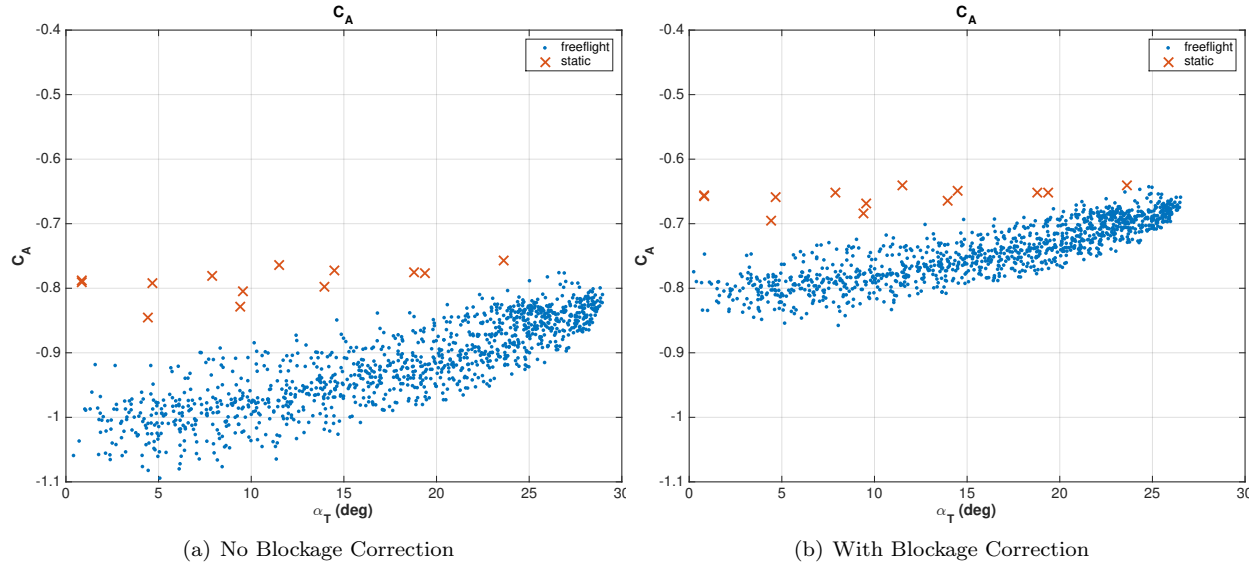 C_A
-0.4
-0.5
-0.6
-0.7
-0.8
-0.9
-1
-1.1
C_A
0 5 10 15 20 25 30
α_T (deg)
freeflight
static
(a) No Blockage Correction
C_A
-0.4
-0.5
-0.6
-0.7
-0.8
-0.9
-1
-1.1
C_A
0 5 10 15 20 25 30
α_T (deg)
freeflight
static
(b) With Blockage Correction